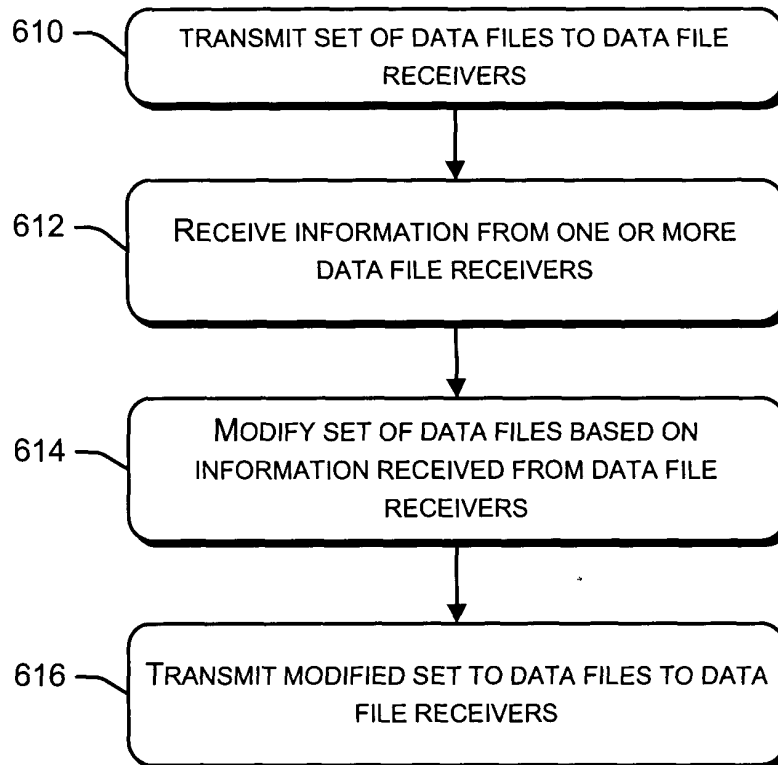 610
TRANSMIT SET OF DATA FILES TO DATA FILE
RECEIVERS
612
RECEIVE INFORMATION FROM ONE OR MORE
DATA FILE RECEIVERS
614
MODIFY SET OF DATA FILES BASED ON
INFORMATION RECEIVED FROM DATA FILE
RECEIVERS
616
TRANSMIT MODIFIED SET TO DATA FILES TO DATA
FILE RECEIVERS